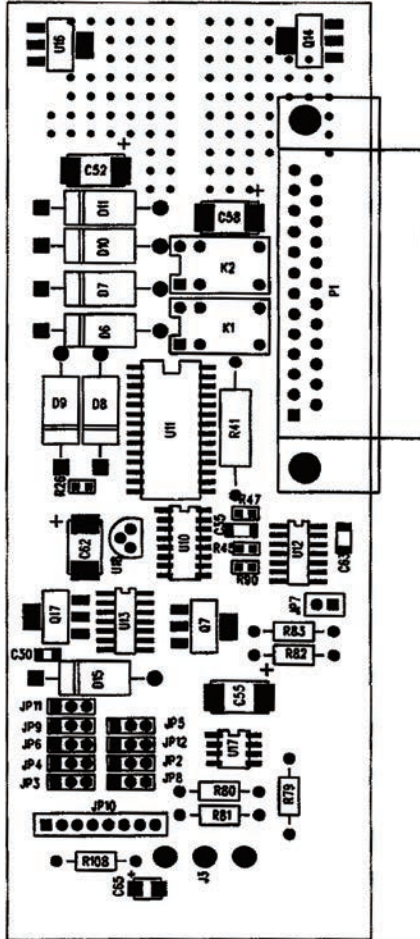 U16
Q14
C52
C58
D11
D10
K2
D7
K1
D6
P1
D9
D8
U11
R41
R26
R47
C35
C62
U18
U10
R45
U12
C63
R90
JP7
Q17
U13
Q7
R83
R82
C30
D15
C55
JP11
JP9
JP5
JP6
JP12
U17
JP4
JP2
JP3
JP8
R80
R79
R81
JP10
R108
J3
C65